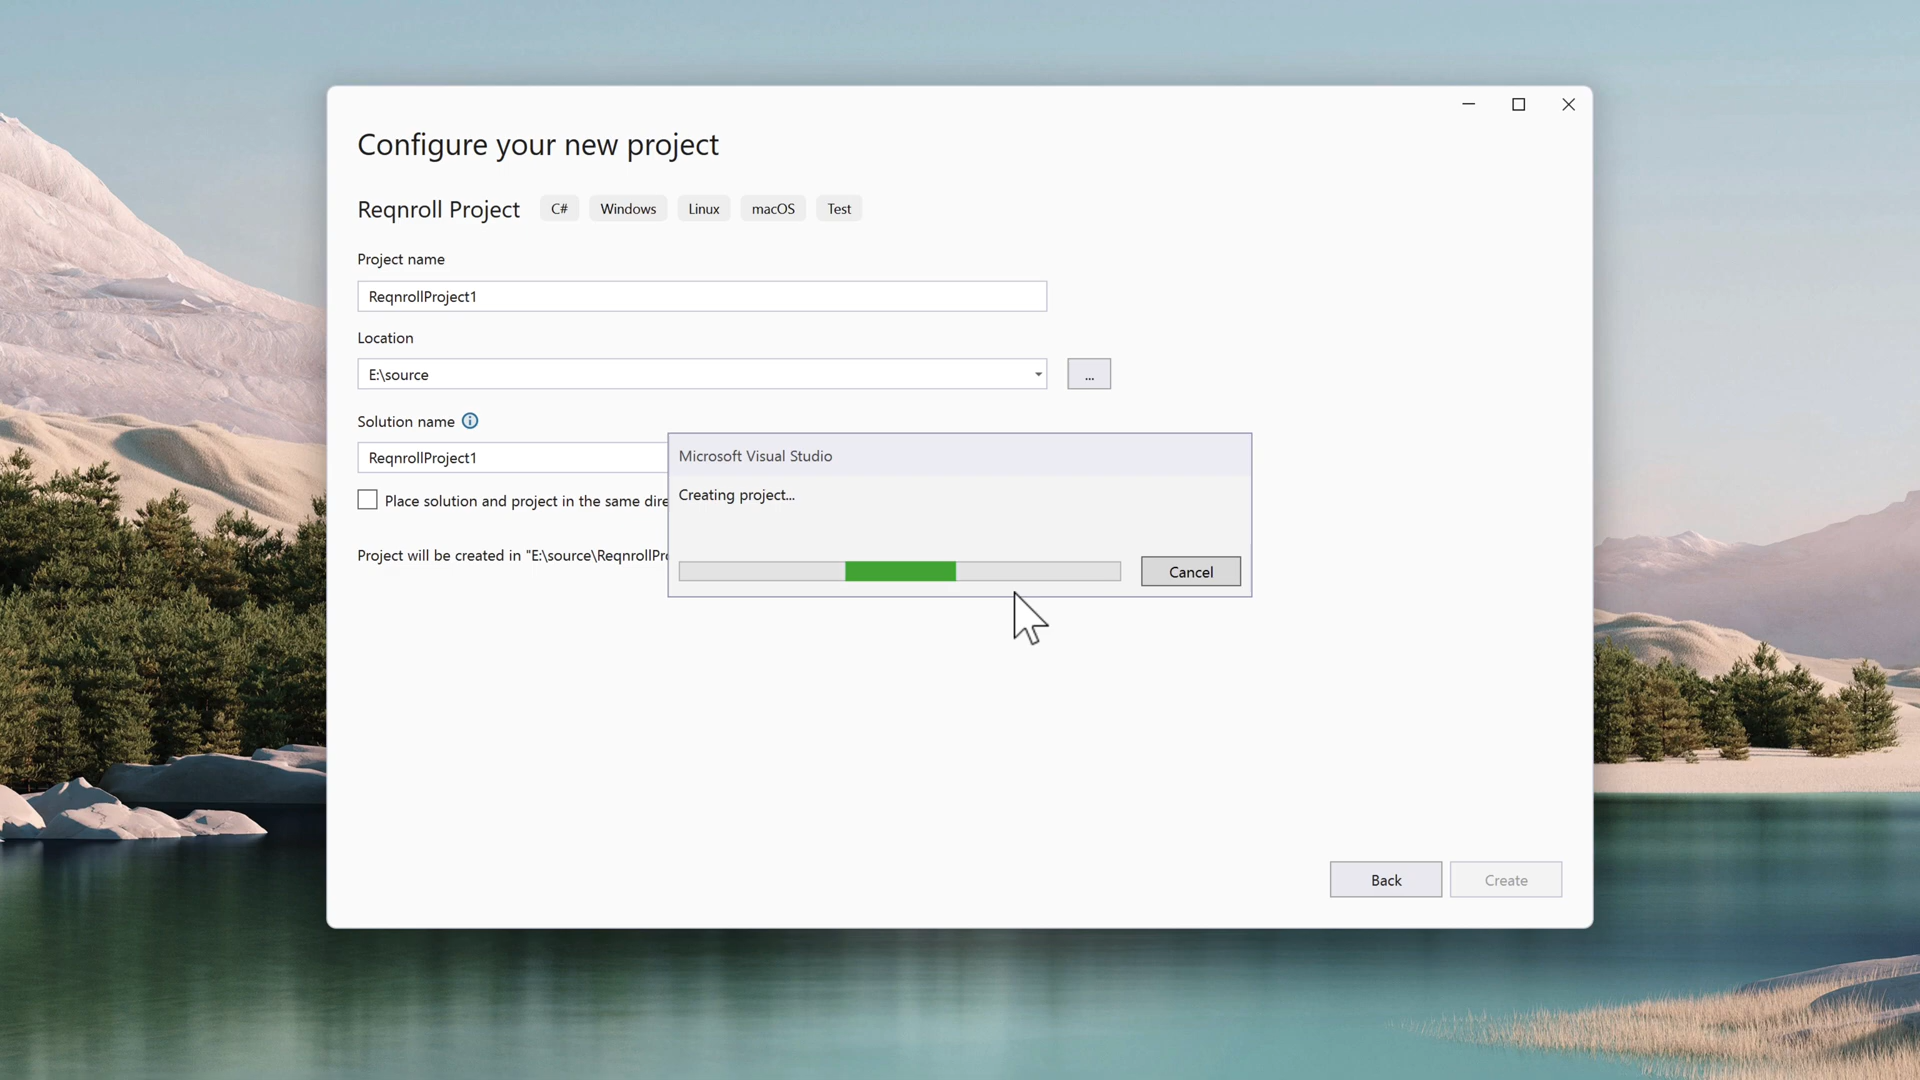 Configure your new project
Reqnroll Project C# Windows Linux macOS Test
Project name
ReqnrollProject1
Location
E:\source
...
Solution name
ReqnrollProject1
Microsoft Visual Studio
Creating project...
Place solution and project in the same dire
Project will be created in "E:\source\ReqnrollPro
Cancel
Back
Create